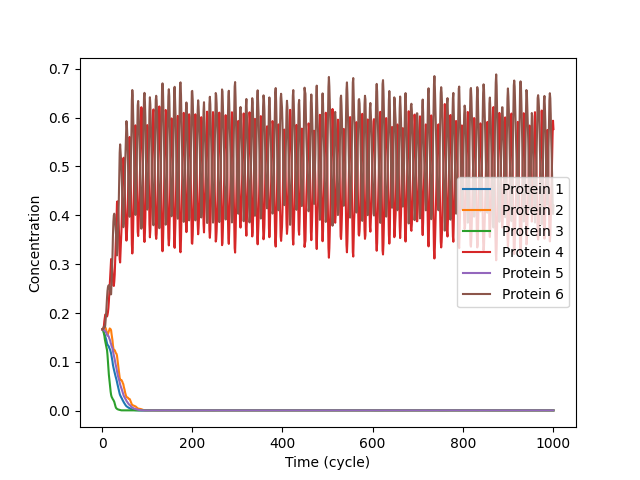 0.7
0.6
0.5
0.4
0.3
0.2
0.1
0.0
Concentration
Protein 1
Protein 2
Protein 3
Protein 4
Protein 5
Protein 6
0 200 400 600 800 1000
Time (cycle)